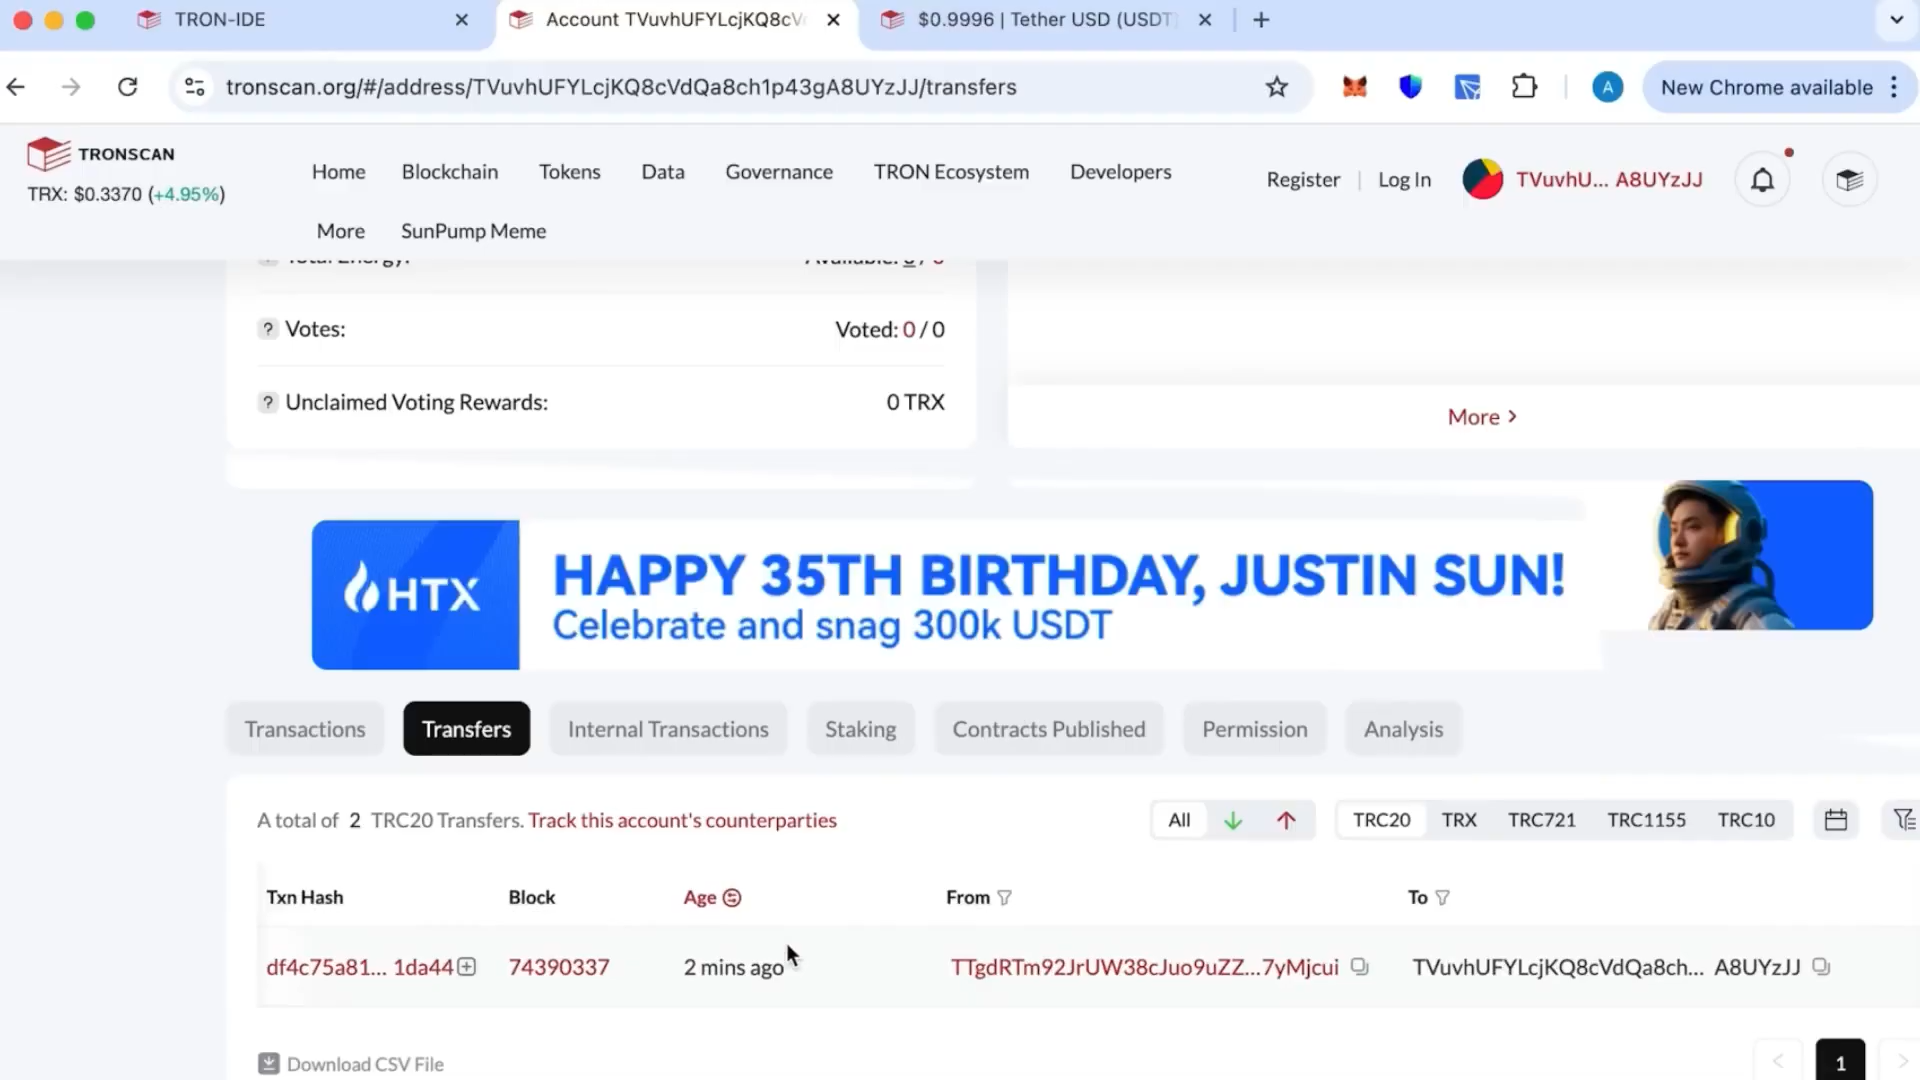 TRON-IDE
Account TVuvhUFYLcjKQ8cV
$0.9996 | Tether USD (USDT)
tronscan.org/#/address/TVuvhUFYLcjKQ8cVdQa8ch1p43gA8UYzJJ/transfers
A
New Chrome available
TRONSCAN
TRX: $0.3370 (+4.95%)
Home Blockchain Tokens Data Governance TRON Ecosystem Developers
More SunPump Meme
Register | Log In TVuvhU... A8UYzJJ
Total Energy: Available:
? Votes: Voted: 0 / 0
? Unclaimed Voting Rewards: 0 TRX
More >
HTX
HAPPY 35TH BIRTHDAY, JUSTIN SUN!
Celebrate and snag 300k USDT
Transactions Transfers Internal Transactions Staking Contracts Published Permission Analysis
A total of 2 TRC20 Transfers. Track this account's counterparties
All TRC20 TRX TRC721 TRC1155 TRC10
Txn Hash Block Age From To
df4c75a81... 1da44 74390337 2 mins ago TTgdRTm92JrUW38cJuo9uZZ...7yMjcui TVuvhUFYLcjKQ8cVdQa8ch... A8UYzJJ
Download CSV File
< 1 >